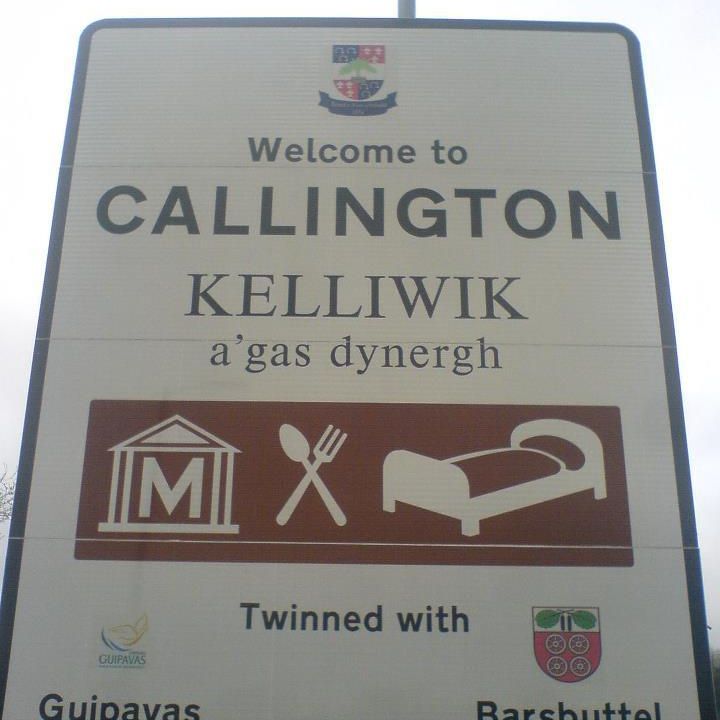 Welcome to
CALLINGTON
KELLIWIK
a'gas dynergh
M
Twinned with
GUIPAVAS
Guipavas
Barsbuttel